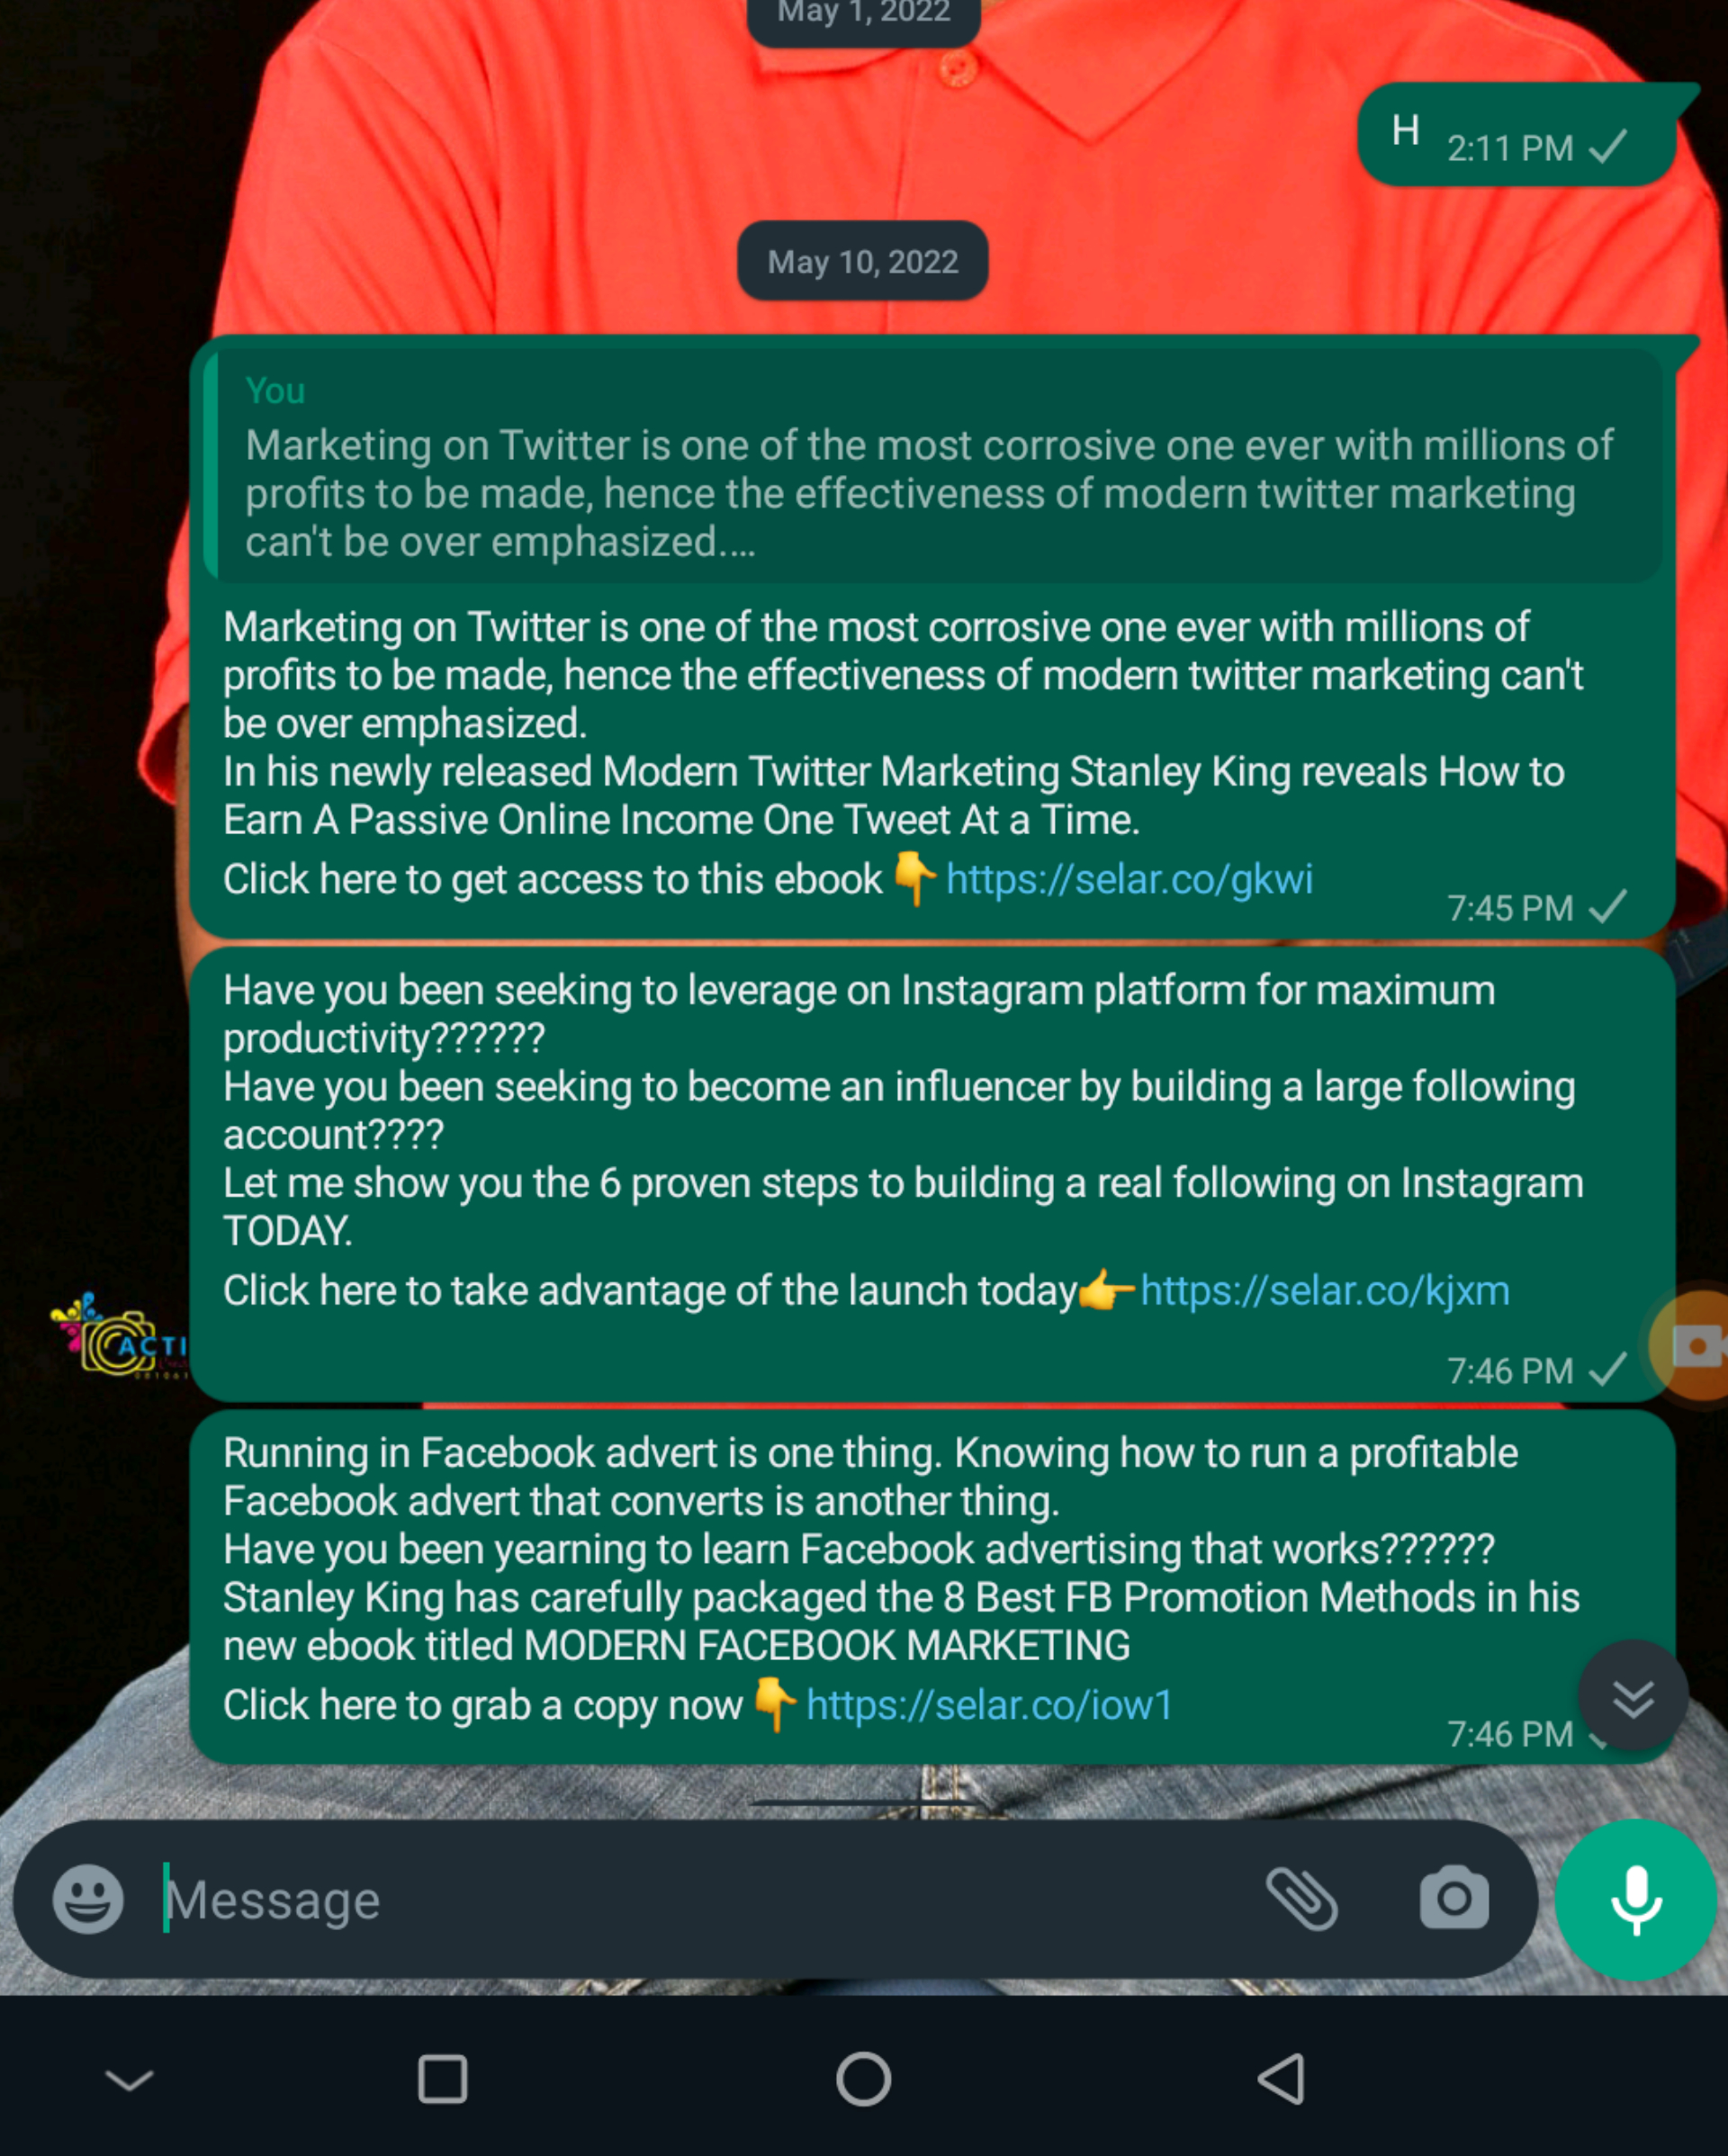 May 1, 2022
H
2:11 PM
May 10, 2022
You
Marketing on Twitter is one of the most corrosive one ever with millions of
profits to be made, hence the effectiveness of modern twitter marketing
can't be over emphasized....
Marketing on Twitter is one of the most corrosive one ever with millions of
profits to be made, hence the effectiveness of modern twitter marketing can't
be over emphasized.
In his newly released Modern Twitter Marketing Stanley King reveals How to
Earn A Passive Online Income One Tweet At a Time.
Click here to get access to this ebook 👇 https://selar.co/gkwi
7:45 PM
Have you been seeking to leverage on Instagram platform for maximum
productivity??????
Have you been seeking to become an influencer by building a large following
account????
Let me show you the 6 proven steps to building a real following on Instagram
TODAY.
Click here to take advantage of the launch today👉https://selar.co/kjxm
ACTI
7:46 PM
Running in Facebook advert is one thing. Knowing how to run a profitable
Facebook advert that converts is another thing.
Have you been yearning to learn Facebook advertising that works??????
Stanley King has carefully packaged the 8 Best FB Promotion Methods in his
new ebook titled MODERN FACEBOOK MARKETING
Click here to grab a copy now 👇 https://selar.co/iow1
7:46 PM
Message